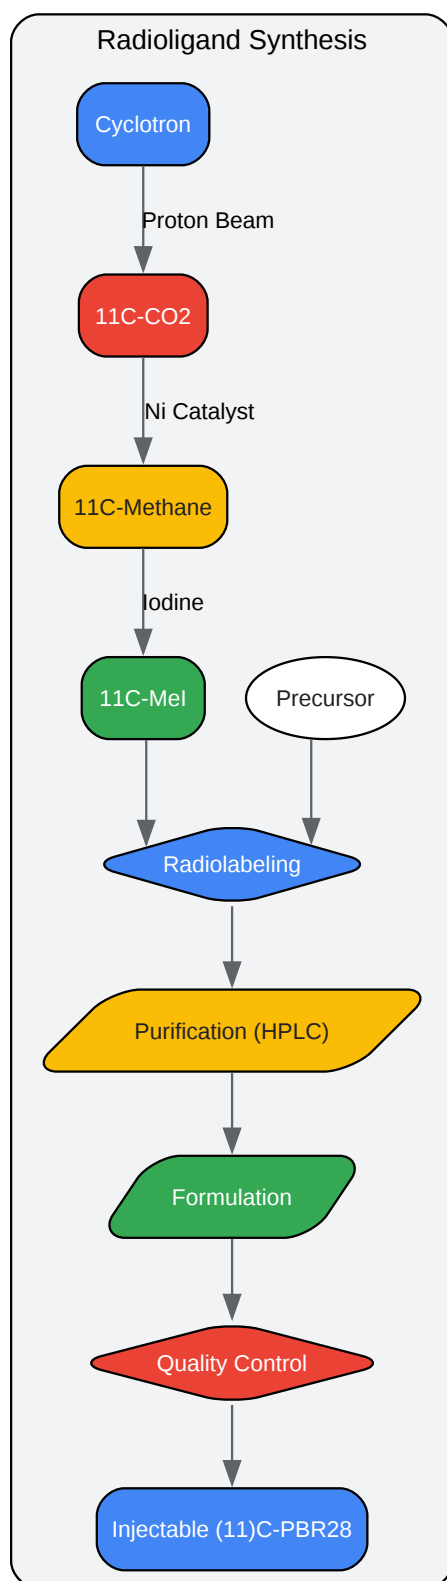 Radioligand Synthesis
Cyclotron
Proton Beam
11C-CO2
Ni Catalyst
11C-Methane
Iodine
11C-MeI
Precursor
Radiolabeling
Purification (HPLC)
Formulation
Quality Control
Injectable (11)C-PBR28